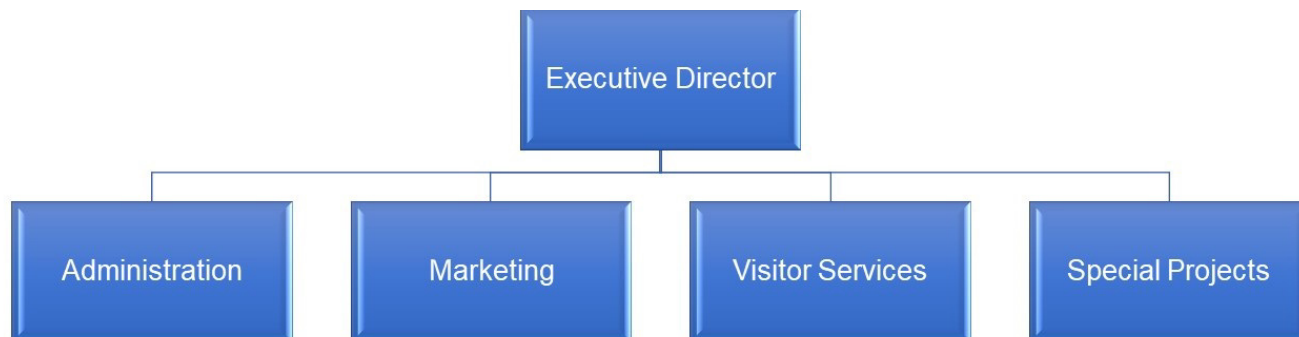 Executive Director
Administration
Marketing
Visitor Services
Special Projects